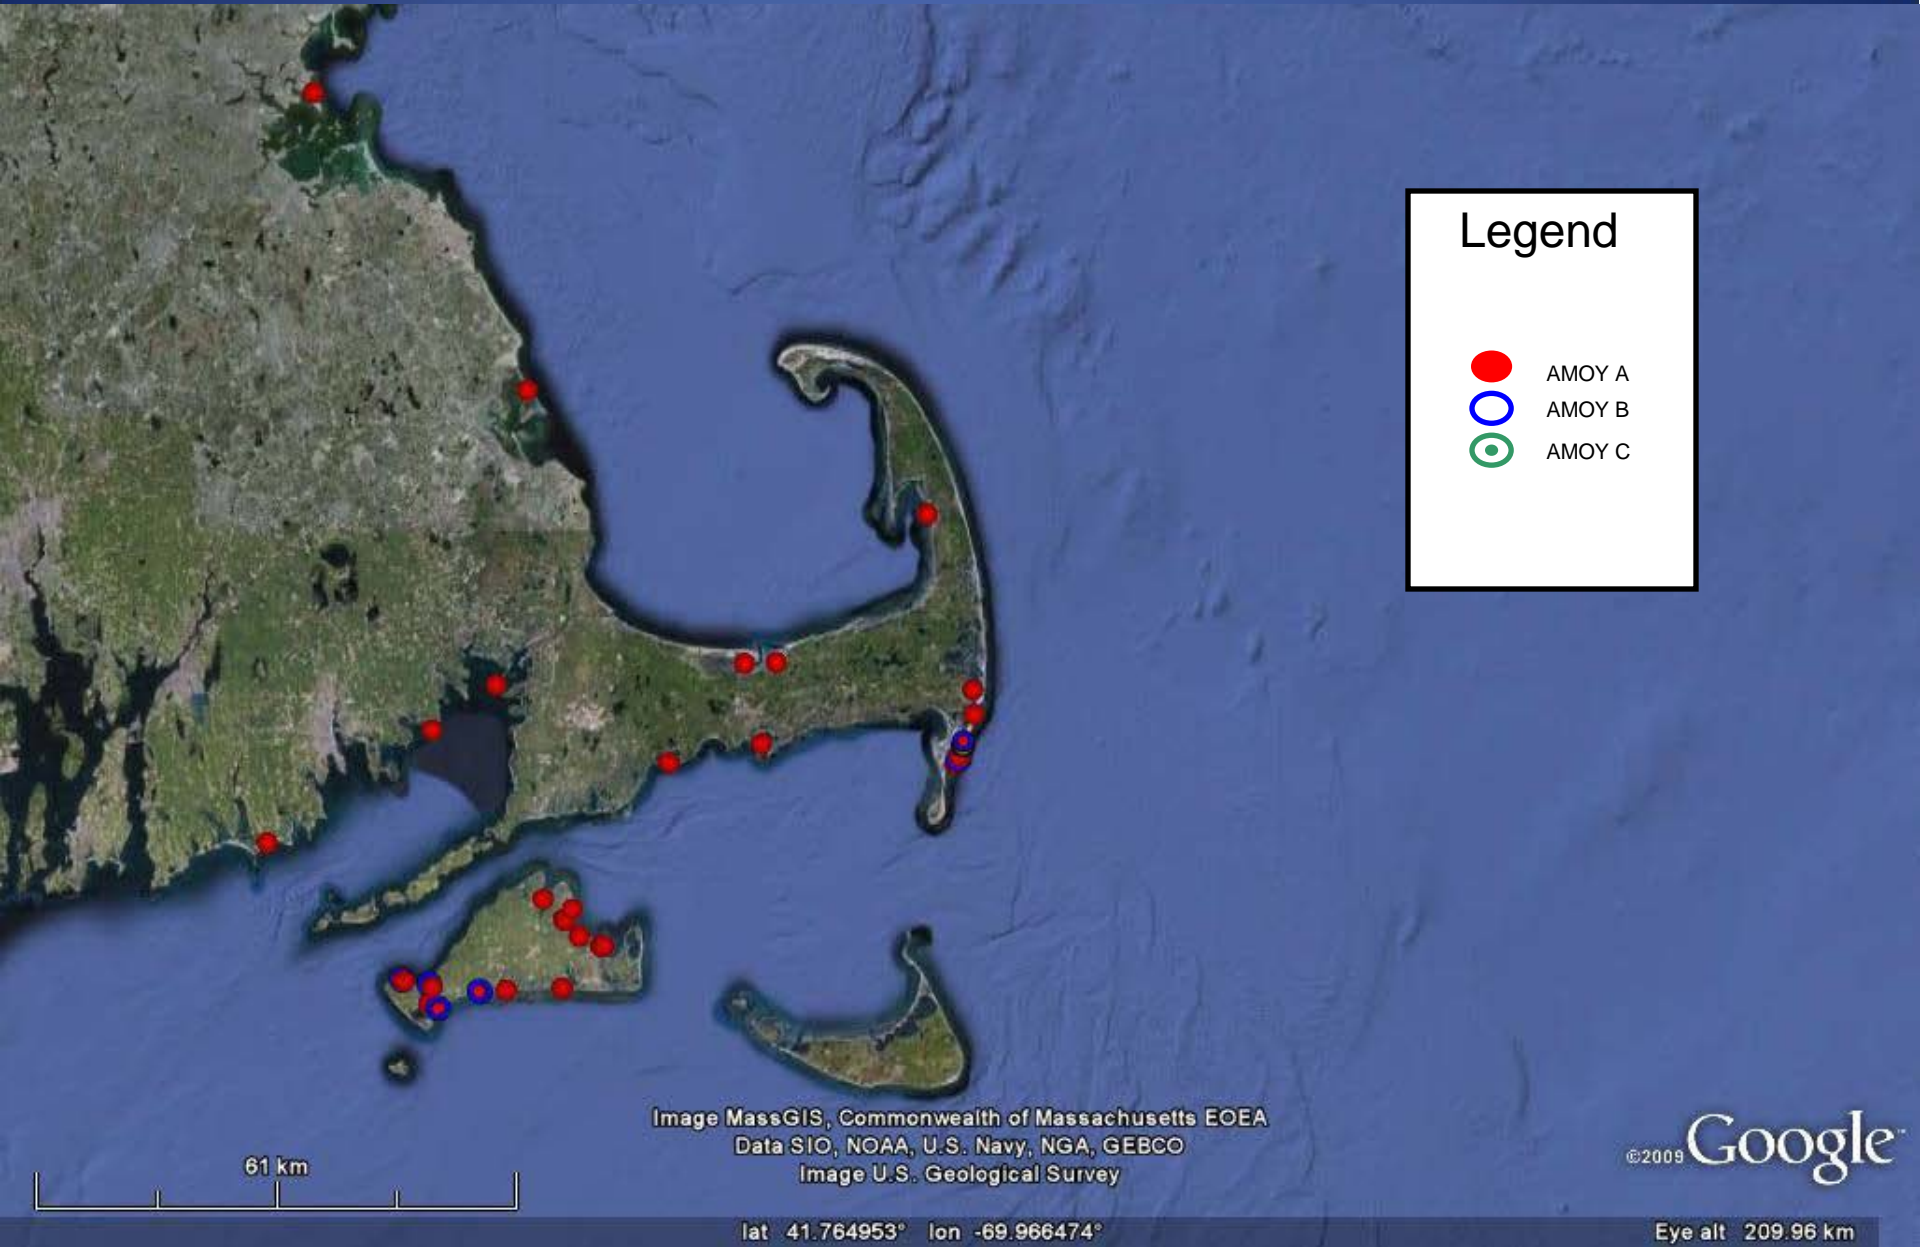 Legend
AMOY A
AMOY B
AMOY C
Image MassGIS, Commonwealth of Massachusetts EOEA
Data SIO, NOAA, U.S. Navy, NGA, GEBCO
Image U.S. Geological Survey
©2009 Google™
61 km
lat 41.764953° lon -69.966474°
Eye alt 209.96 km